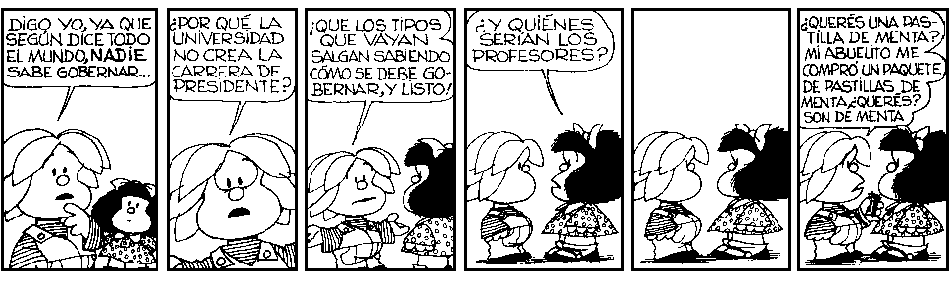 DIGO YO, YA QUE
SEGÚN DICE TODO
EL MUNDO, NADIE
SABE GOBERNAR...
¿POR QUÉ LA
UNIVERSIDAD
NO CREA LA
CARRERA DE
PRESIDENTE?
¡QUE LOS TIPOS
QUE VAYAN
SALGAN SABIENDO
CÓMO SE DEBE GO-
BERNAR, Y LISTO!
¿Y QUIÉNES
SERÍAN LOS
PROFESORES?
¿QUERÉS UNA PAS-
TILLA DE MENTA?
MI ABUELITO ME
COMPRÓ UN PAQUETE
DE PASTILLAS DE
MENTA, ¿QUERÉS?
SON DE MENTA